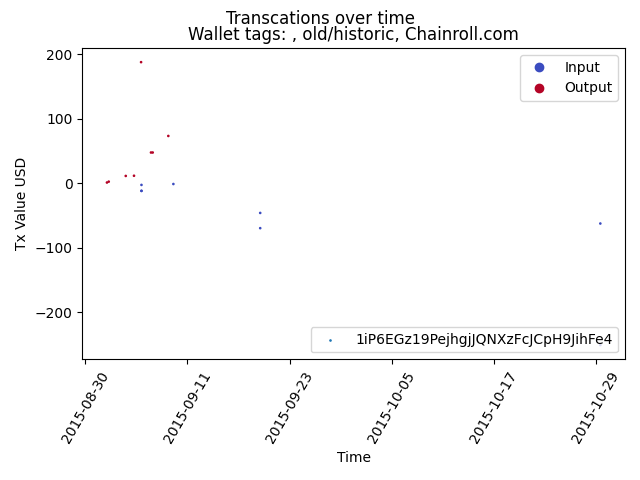 Transcations over time
Wallet tags: , old/historic, Chainroll.com
Input
Output
200
100
0
−100
−200
Tx Value USD
1iP6EGz19PejhgjJQNXzFcJCpH9JihFe4
2015-08-30
2015-09-11
2015-09-23
2015-10-05
2015-10-17
2015-10-29
Time